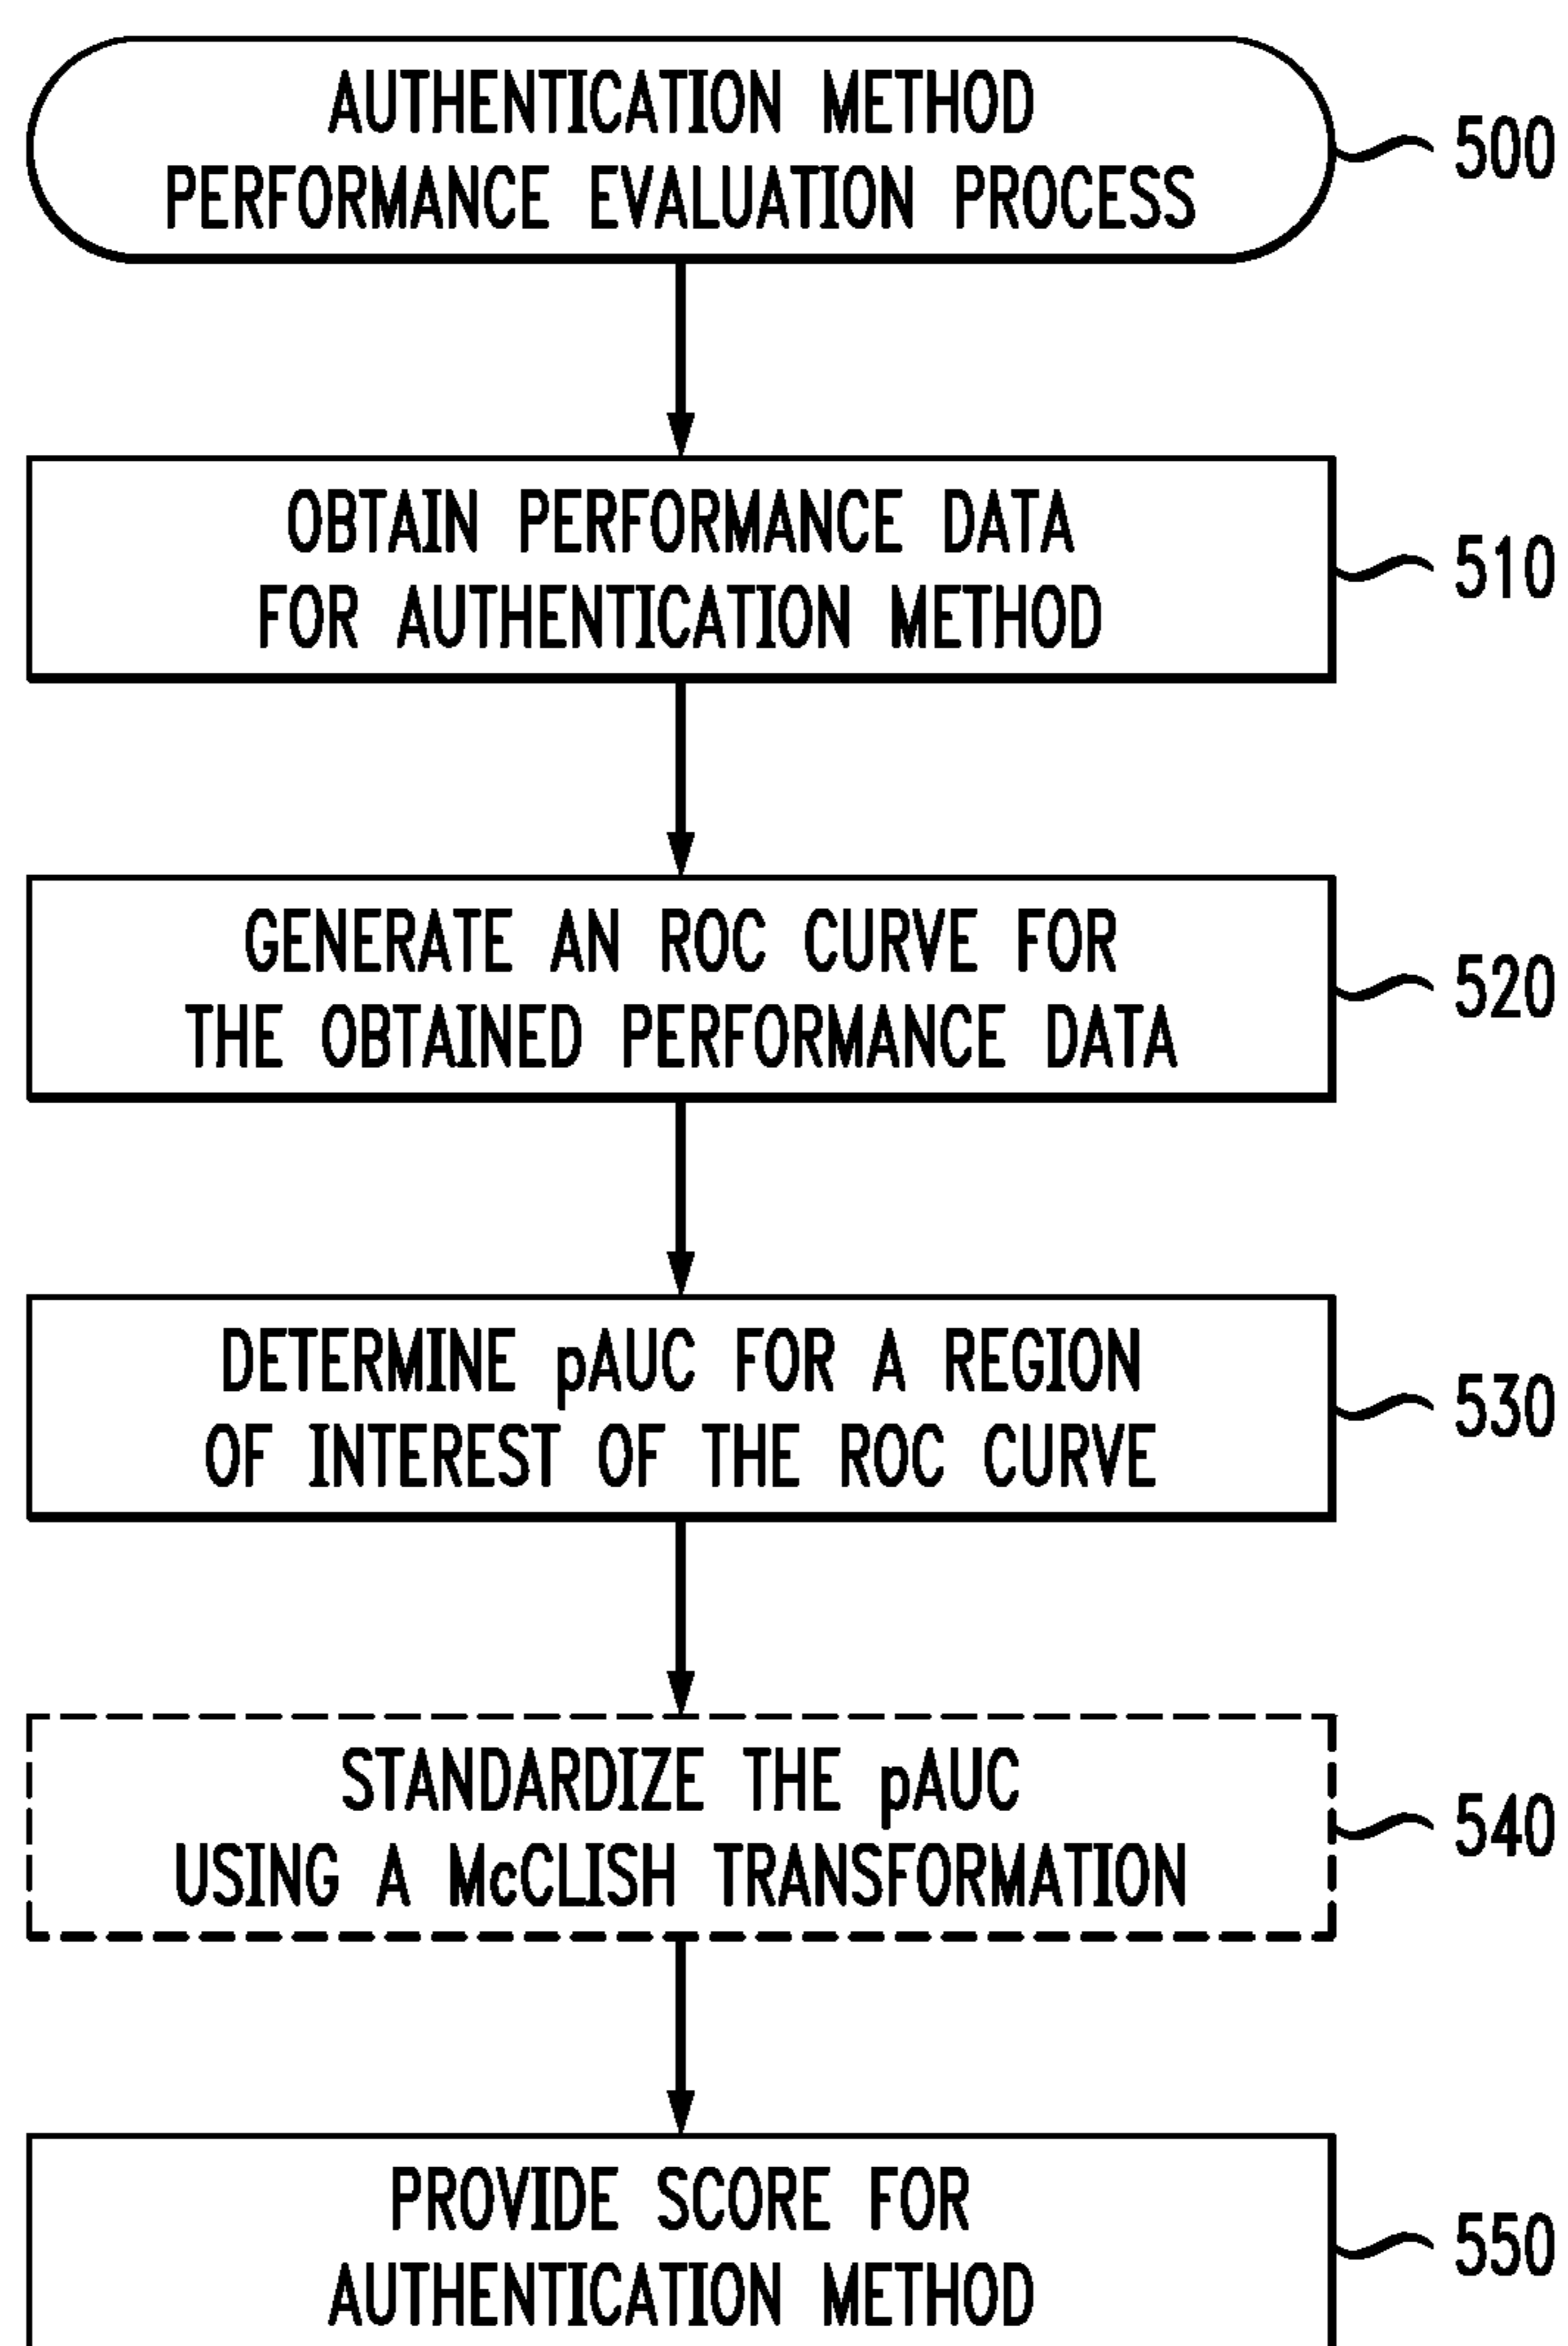 AUTHENTICATION METHOD
PERFORMANCE EVALUATION PROCESS
500
OBTAIN PERFORMANCE DATA
FOR AUTHENTICATION METHOD
510
GENERATE AN ROC CURVE FOR
THE OBTAINED PERFORMANCE DATA
520
DETERMINE pAUC FOR A REGION
OF INTEREST OF THE ROC CURVE
530
STANDARDIZE THE pAUC
USING A McCLISH TRANSFORMATION
540
PROVIDE SCORE FOR
AUTHENTICATION METHOD
550